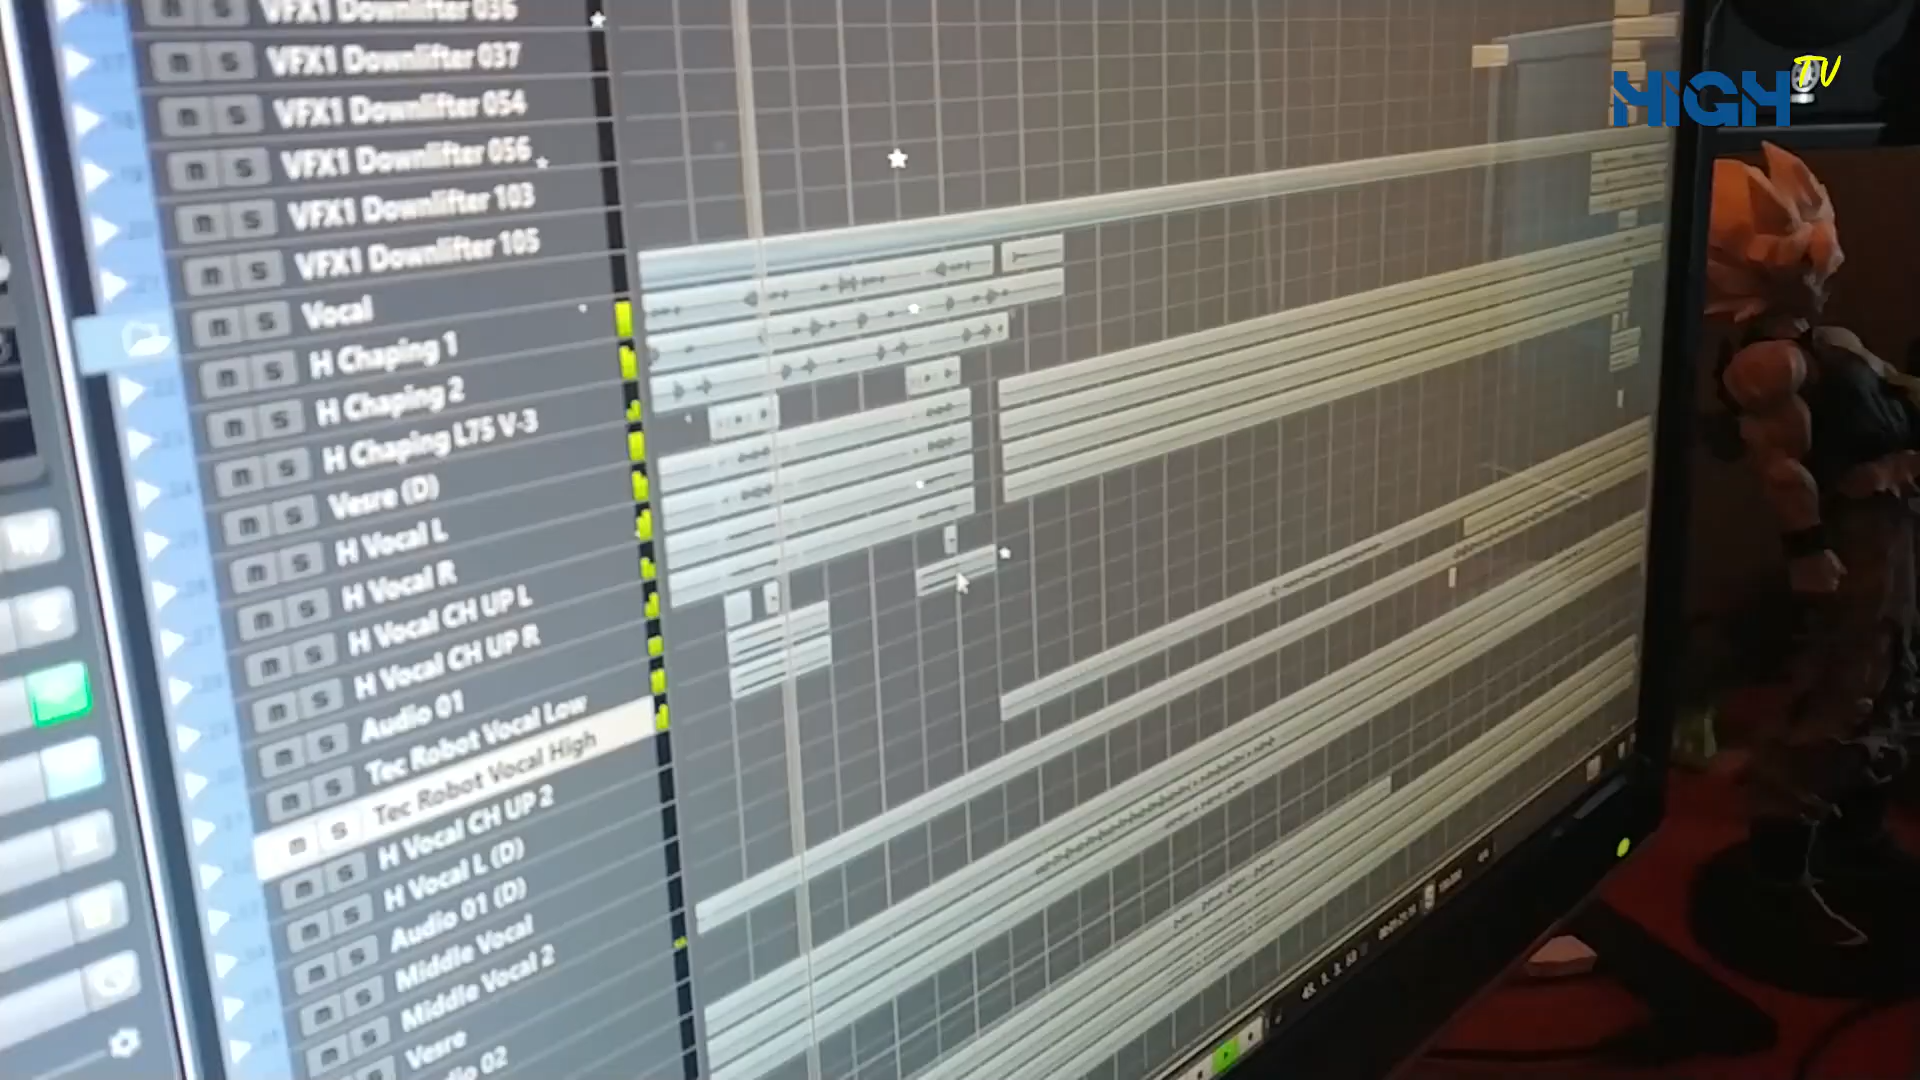 VFX1 Downlifter 036
m S VFX1 Downlifter 037
m S VFX1 Downlifter 054
m S VFX1 Downlifter 056
m S VFX1 Downlifter 103
m S VFX1 Downlifter 105
m S Vocal
m S H Chaping 1
m S H Chaping 2
m S H Chaping L75 V-3
m S Vesre (D)
m S H Vocal L
m S H Vocal R
m S H Vocal CH UP L
m S H Vocal CH UP R
m S Audio 01
m S Tec Robot Vocal Low
m S Tec Robot Vocal High
m S H Vocal CH UP 2
m S H Vocal L (D)
m S Audio 01 (D)
m S Middle Vocal
m S Middle Vocal 2
m S Vesre
HIGH TV